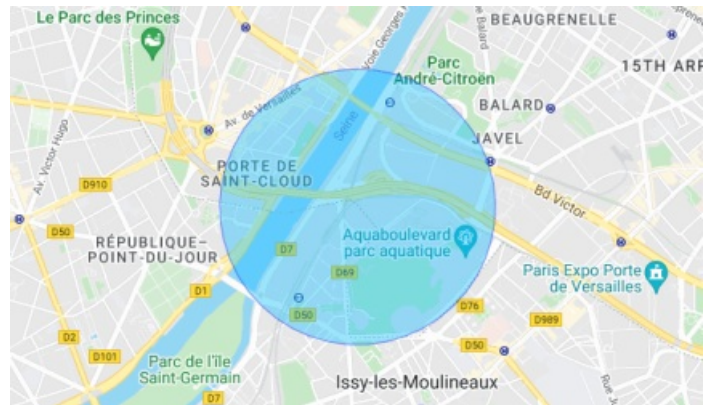 Le Parc des Princes
BEAUGRENELLE
15TH ARR
Parc
André-Citroën
BALARD
JAVEL
Av. de Versailles
Seine
Av. Victor Hugo
PORTE DE
SAINT-CLOUD
D910
D50
Bd Victor
RÉPUBLIQUE–
POINT-DU-JOUR
D7
D69
Aquaboulevard
parc aquatique
Paris Expo Porte
de Versailles
D1
D50
D76
D989
D2
D101
D50
Parc de l'île
Saint-Germain
D7
Issy-les-Moulineaux